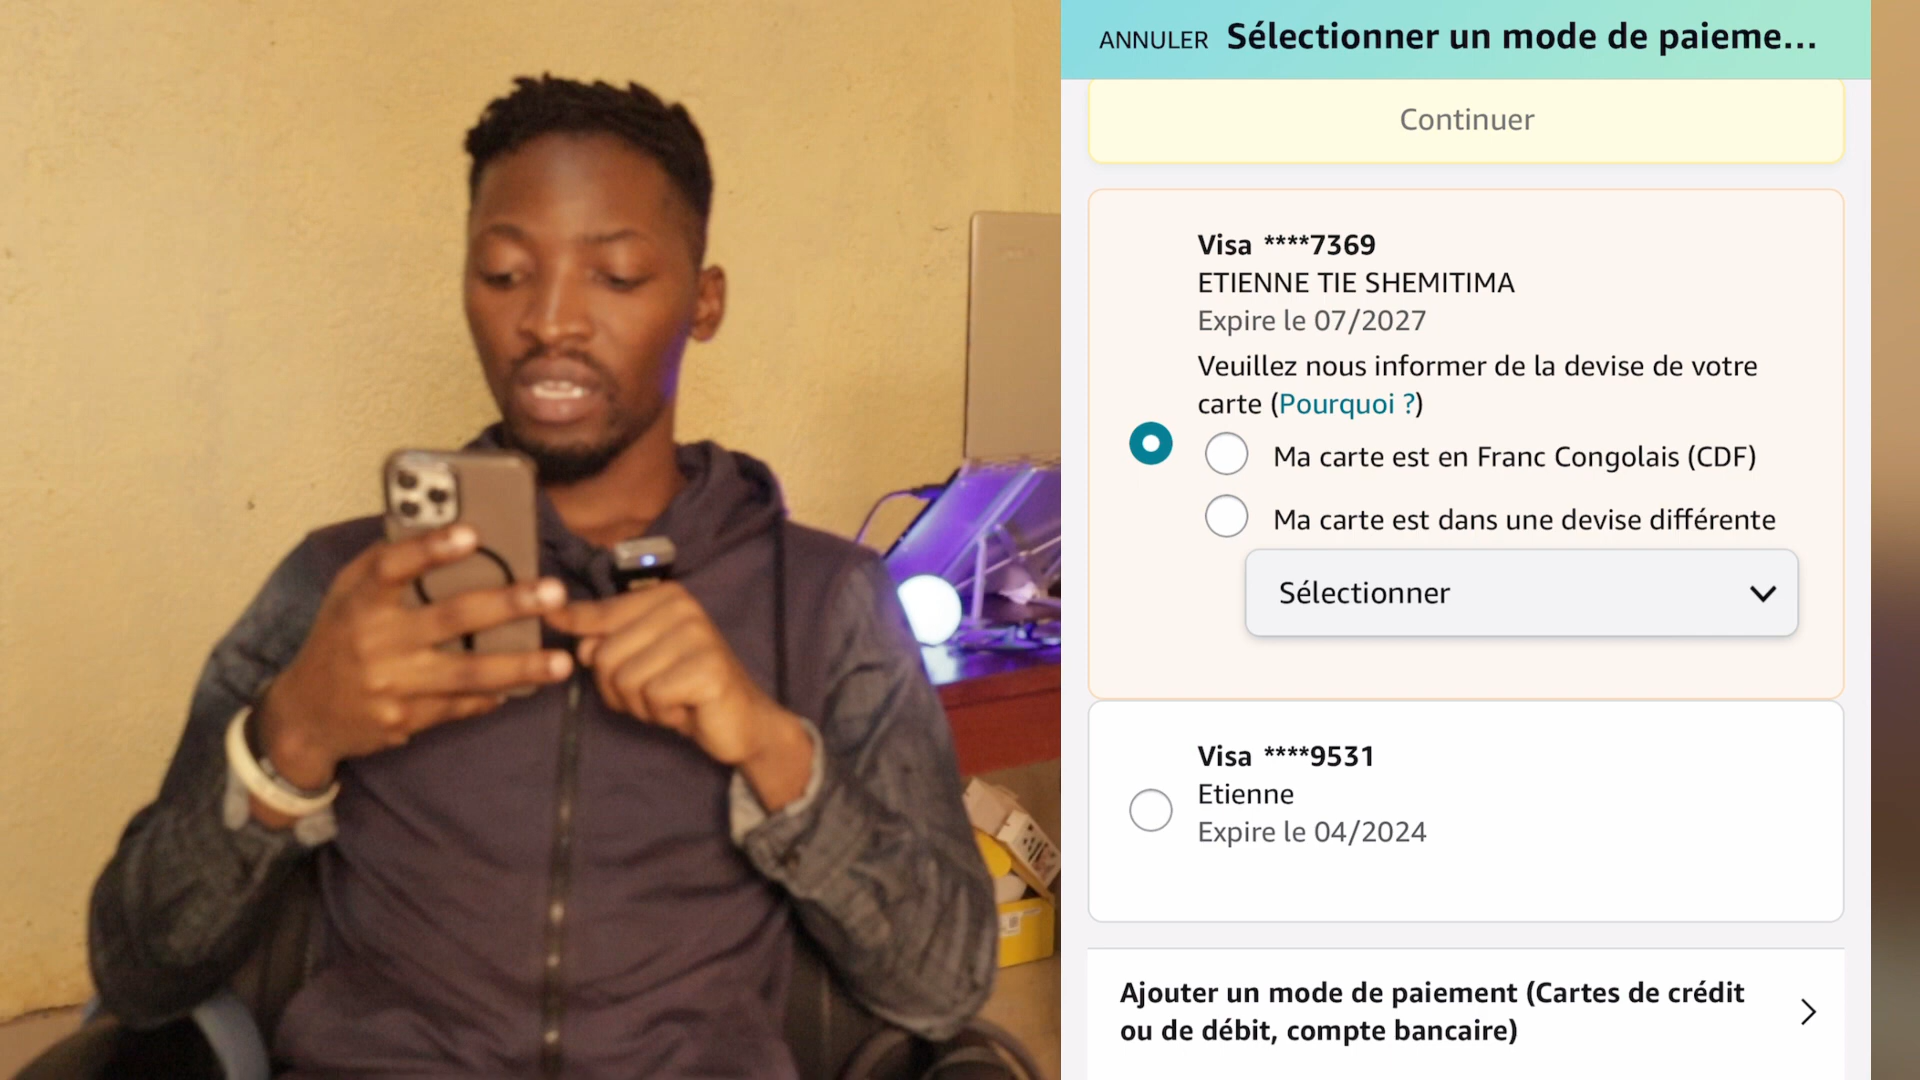 ANNULER Sélectionner un mode de paieme...
Continuer
Visa ****7369
ETIENNE TIE SHEMITIMA
Expire le 07/2027
Veuillez nous informer de la devise de votre
carte (Pourquoi ?)
Ma carte est en Franc Congolais (CDF)
Ma carte est dans une devise différente
Sélectionner
Visa ****9531
Etienne
Expire le 04/2024
Ajouter un mode de paiement (Cartes de crédit
ou de débit, compte bancaire)